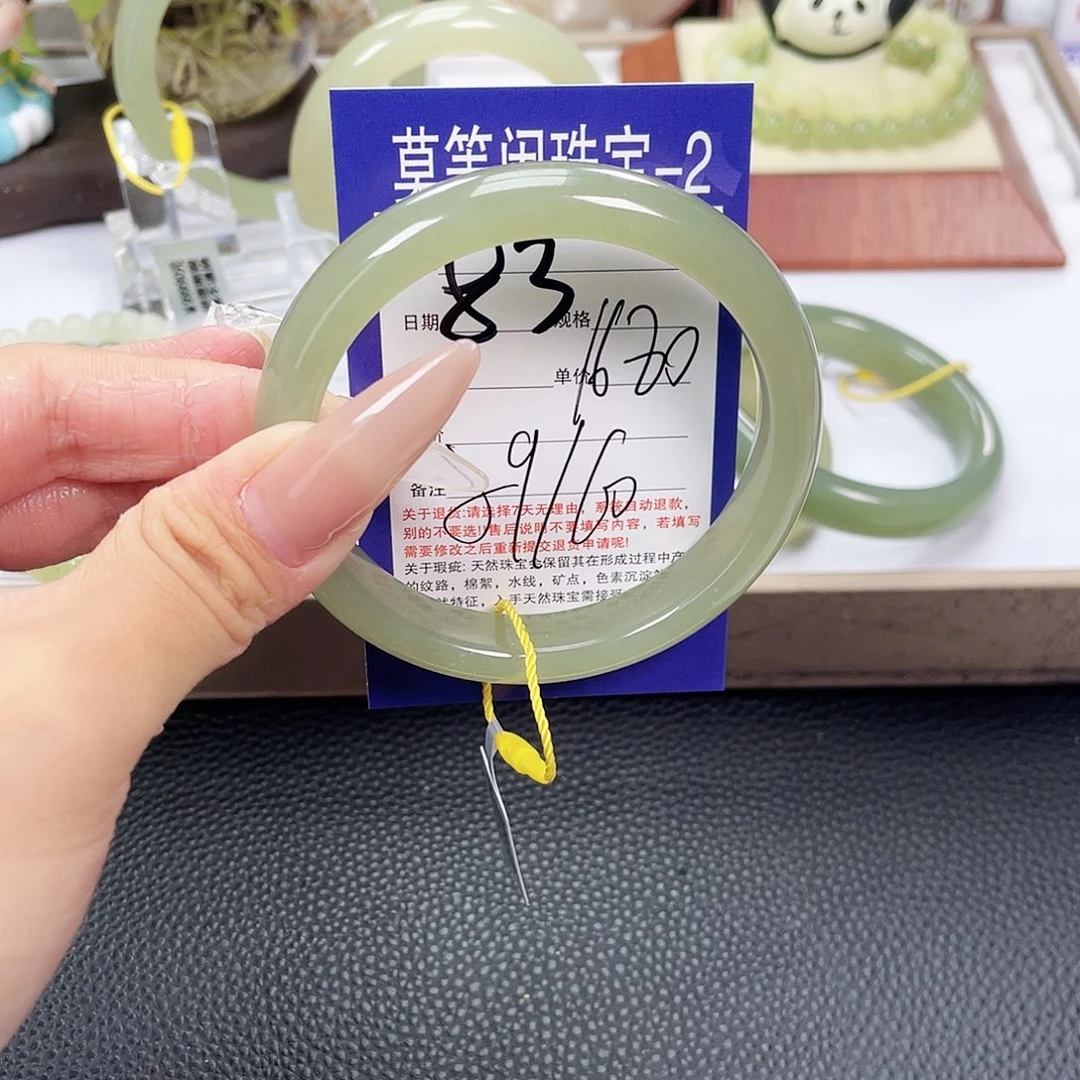 莫等闲珠宝-2
83
日期 规格
1620
单价
59/60
备注
关于退货:请选择7天无理由，系统自动退款，
别的不要选!售后说明不要填写内容，若填写
需要修改之后重新提交退货申请呢!
关于瑕疵: 天然珠宝会保留其在形成过程中产
的纹路，棉絮，水线，矿点，色素沉淀
特征，入手天然珠宝需接受